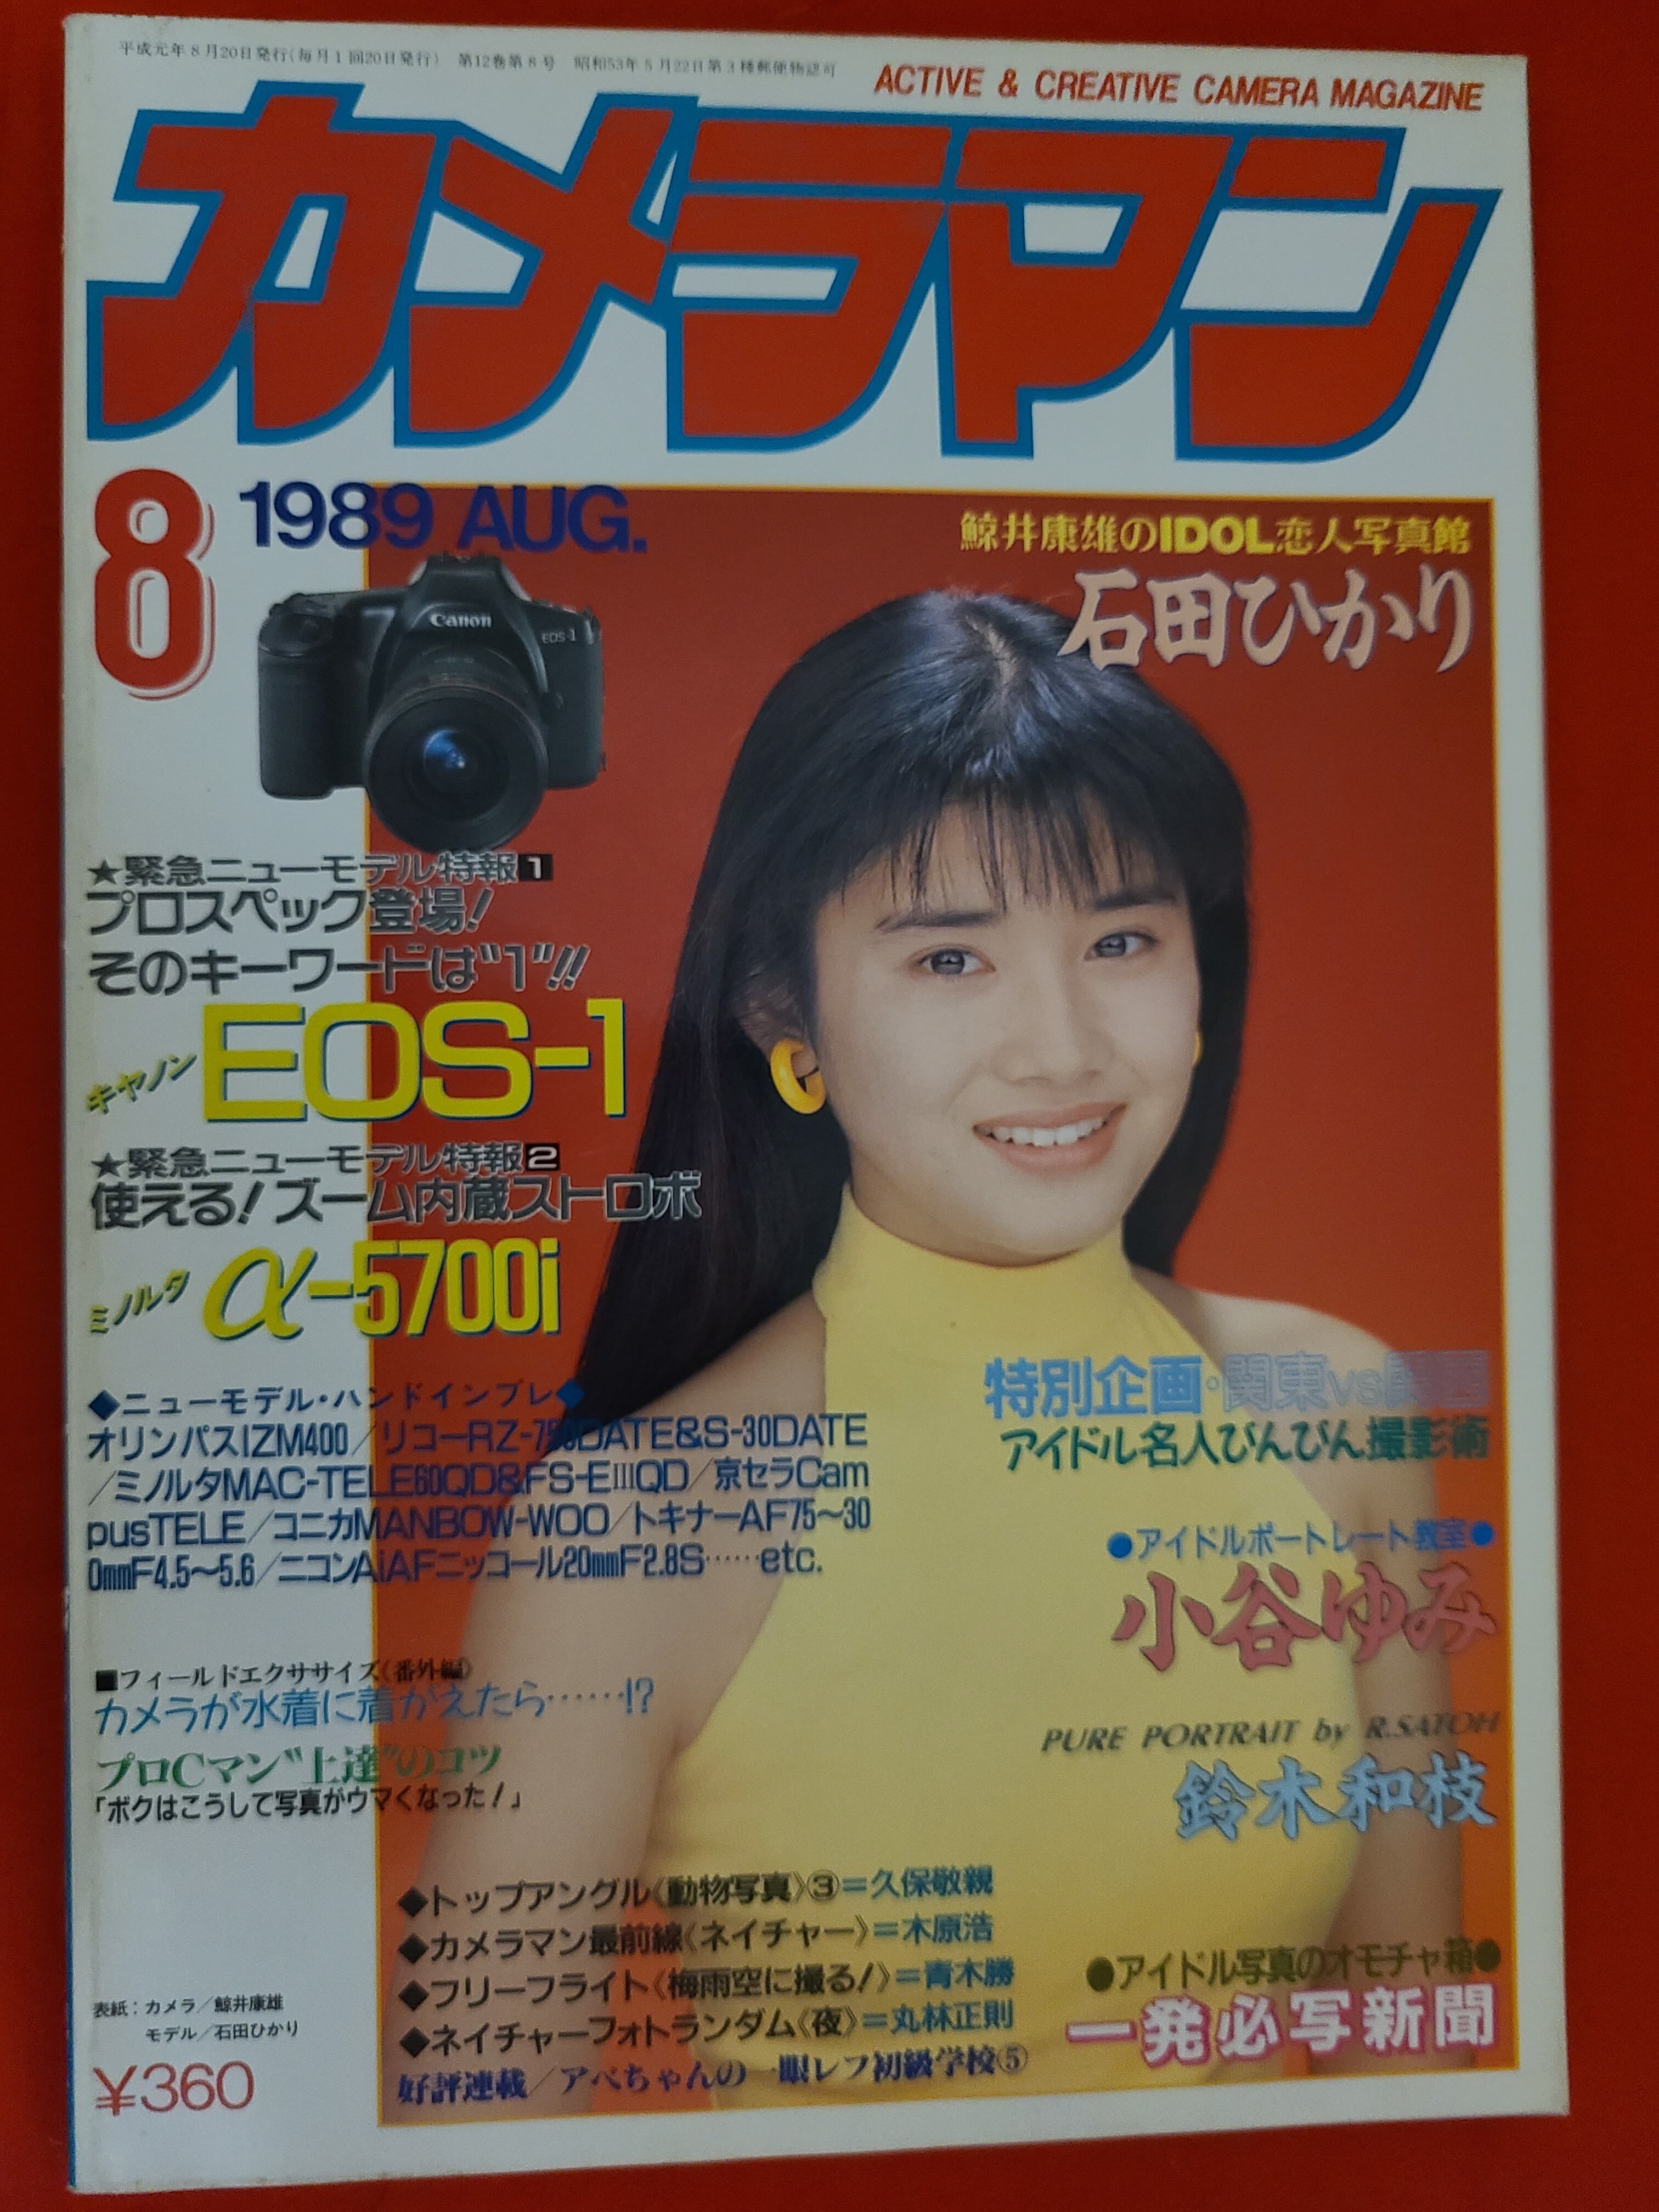 平成元年8月20日発行(毎月1回20日発行) 第12巻第8号 昭和53年5月22日第3種郵便物認可
ACTIVE & CREATIVE CAMERA MAGAZINE
カメラマン
8
1989 AUG.
Canon
EOS-1
鯨井康雄のIDOL恋人写真館
石田ひかり
★緊急ニューモデル特報1
プロスペック登場!
そのキーワードは“1”!!
キヤノン EOS-1
★緊急ニューモデル特報2
使える!ズーム内蔵ストロボ
ミノルタ α-5700i
◆ニューモデル・ハンドインプレ◆
オリンパスIZM400/リコーRZ-750DATE&S-30DATE
/ミノルタMAC-TELE60QD&FS-EIIIQD/京セラCam
pusTELE/コニカMANBOW-WOO/トキナーAF75〜30
0mmF4.5〜5.6/ニコンAiAFニッコール20mmF2.8S……etc.
■フィールドエクササイズ《番外編》
カメラが水着に着がえたら……!?
プロCマン“上達”のコツ
「ボクはこうして写真がウマくなった!」
特別企画・関東vs関西
アイドル名人びんびん撮影術
●アイドルポートレート教室●
小谷ゆみ
PURE PORTRAIT by R.SATOH
鈴木和枝
◆トップアングル《動物写真》③=久保敬親
◆カメラマン最前線《ネイチャー》=木原浩
◆フリーフライト《梅雨空に撮る!》=青木勝
◆ネイチャーフォトランダム《夜》=丸林正則
好評連載/アベちゃんの一眼レフ初級学校⑤
●アイドル写真のオモチャ箱●
一発必写新聞
表紙:カメラ/鯨井康雄
モデル/石田ひかり
¥360